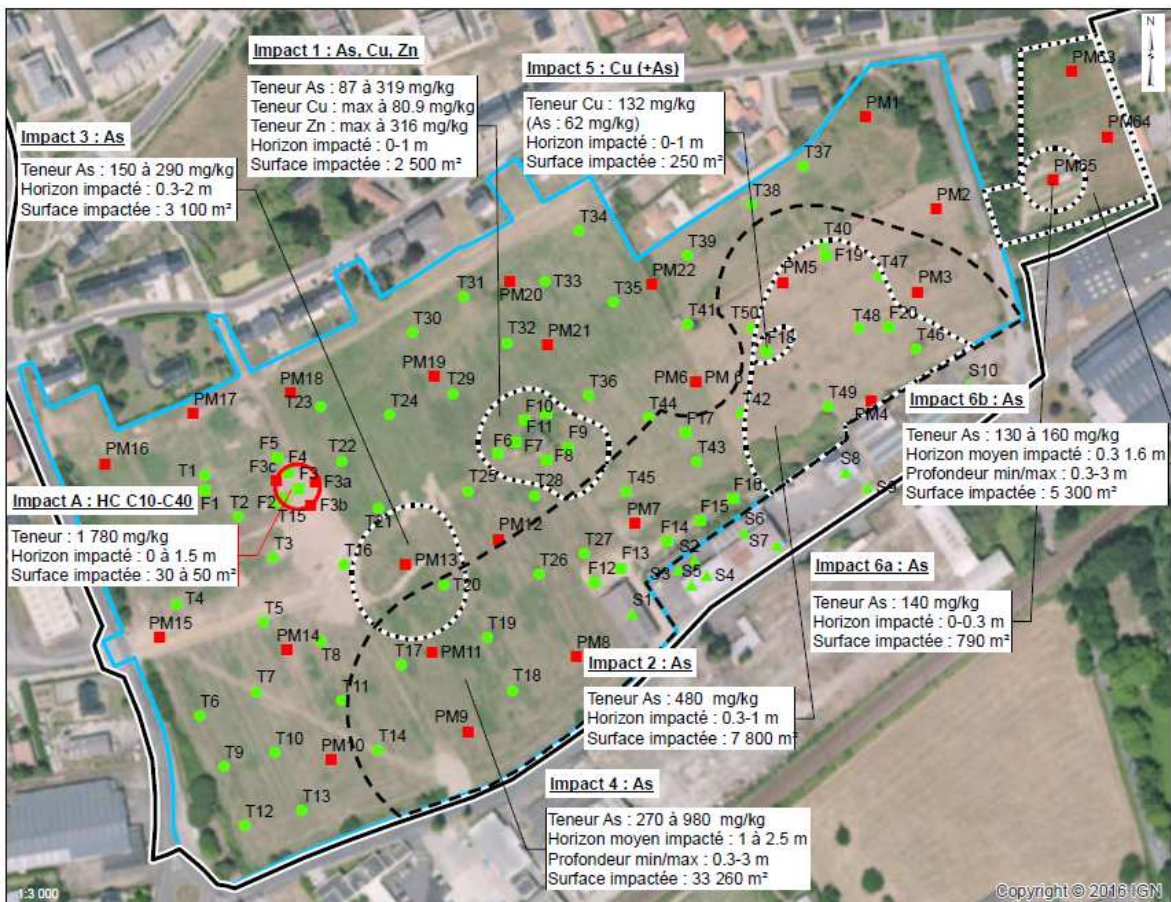 Impact 1 : As, Cu, Zn
Teneur As : 87 à 319 mg/kg
Teneur Cu : max à 80.9 mg/kg
Teneur Zn : max à 316 mg/kg
Horizon impacté : 0-1 m
Surface impactée : 2 500 m²
Impact 5 : Cu (+As)
Teneur Cu : 132 mg/kg
(As : 62 mg/kg)
Horizon impacté : 0-1 m
Surface impactée : 250 m²
Impact 3 : As
Teneur As : 150 à 290 mg/kg
Horizon impacté : 0.3-2 m
Surface impactée : 3 100 m²
N
PM63
PM64
PM65
PM1
T37
T38
PM2
T34
T39
T40
F19
T47
PM5
PM3
PM22
T33
PM20
T31
T35
T41
T50
T48
F20
T30
T32
PM21
F18
T46
PM19
T29
PM6
PM 6
S10
PM18
T23
T24
T36
T49
PM4
PM17
T44
T42
F10
F11
F17
PM16
F5
F4
T22
F6
F7
F9
F8
T43
T1
F3c
F3
F3a
T25
T28
T45
S8
S9
F1
T2
F2
F3b
T15
T21
F16
F15
S6
S7
Impact A : HC C10-C40
Teneur : 1 780 mg/kg
Horizon impacté : 0 à 1.5 m
Surface impactée : 30 à 50 m²
Impact 6b : As
Teneur As : 130 à 160 mg/kg
Horizon moyen impacté : 0.3 1.6 m
Profondeur min/max : 0.3-3 m
Surface impactée : 5 300 m²
PM7
PM12
F14
T3
T16
PM13
T27
F13
S2
S3
S5
S4
T26
F12
T20
T4
S1
PM15
T5
PM14
T8
T19
T17
PM11
PM8
T7
T18
T6
T11
PM9
T10
PM10
T14
T9
T13
T12
Impact 6a : As
Teneur As : 140 mg/kg
Horizon impacté : 0-0.3 m
Surface impactée : 790 m²
Impact 2 : As
Teneur As : 480 mg/kg
Horizon impacté : 0.3-1 m
Surface impactée : 7 800 m²
Impact 4 : As
Teneur As : 270 à 980 mg/kg
Horizon moyen impacté : 1 à 2.5 m
Profondeur min/max : 0.3-3 m
Surface impactée : 33 260 m²
1:3 000
Copyright © 2016 IGN